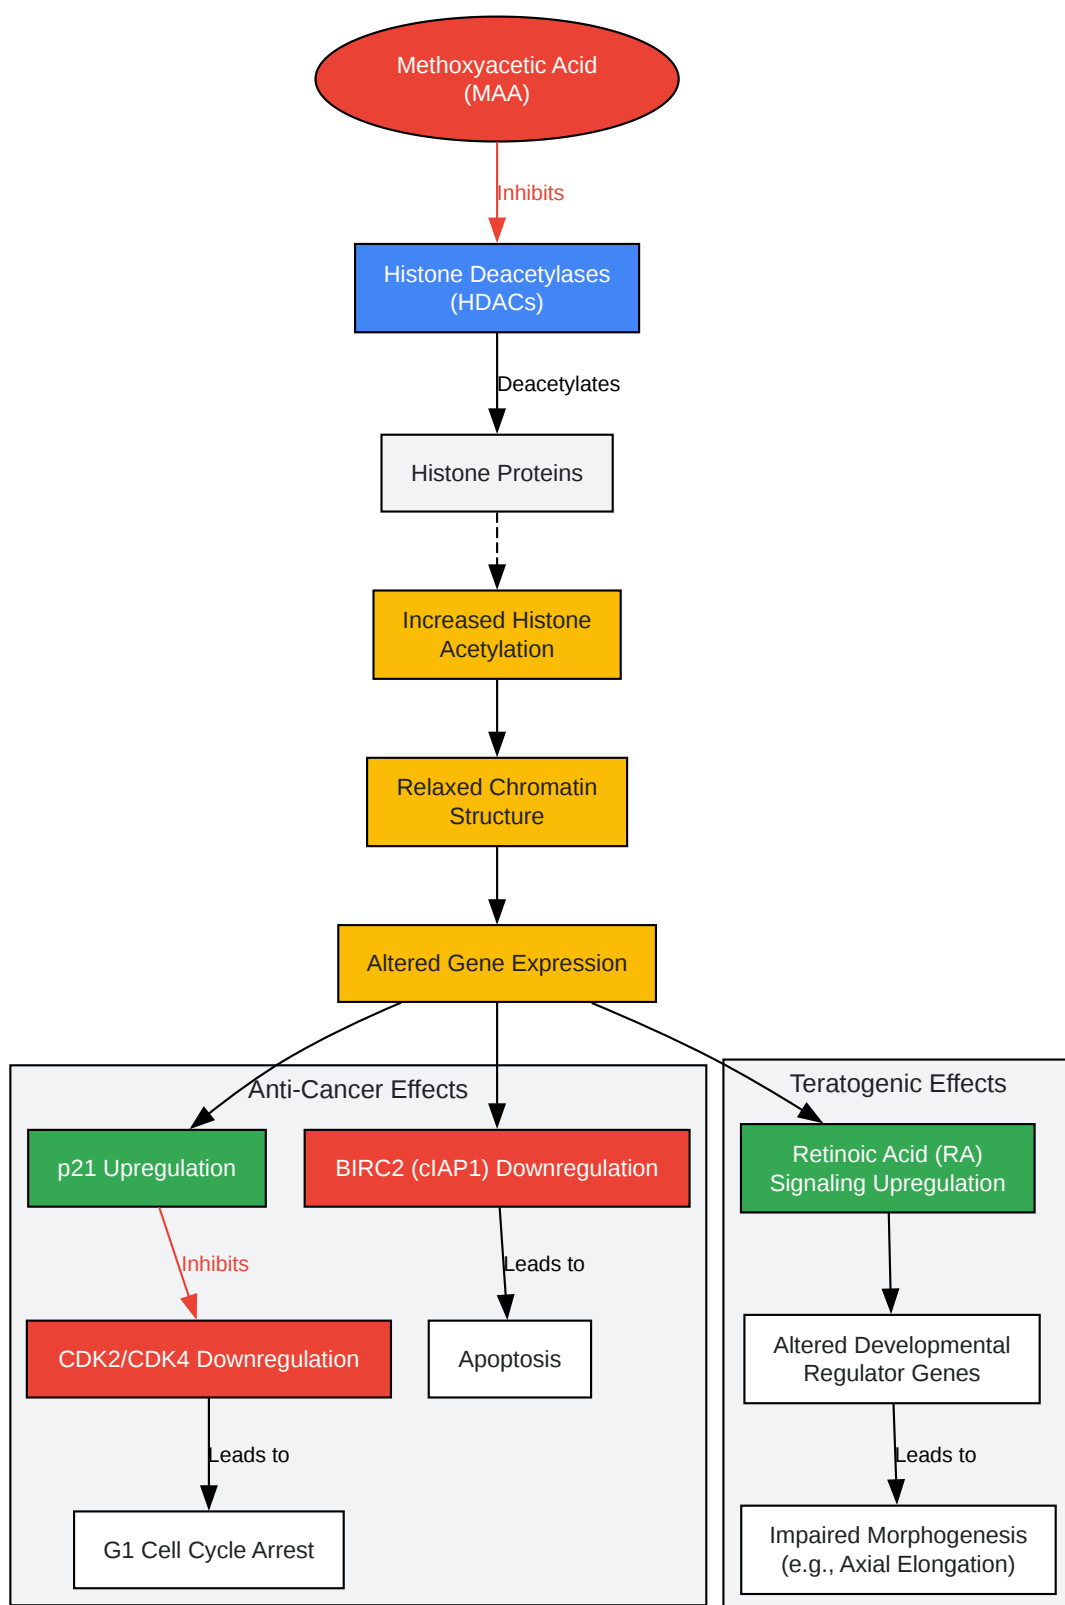 Methoxyacetic Acid
(MAA)
Inhibits
Histone Deacetylases
(HDACs)
Deacetylates
Histone Proteins
Increased Histone
Acetylation
Relaxed Chromatin
Structure
Altered Gene Expression
Anti-Cancer Effects
p21 Upregulation
BIRC2 (cIAP1) Downregulation
Inhibits
Leads to
CDK2/CDK4 Downregulation
Apoptosis
Leads to
G1 Cell Cycle Arrest
Teratogenic Effects
Retinoic Acid (RA)
Signaling Upregulation
Altered Developmental
Regulator Genes
Leads to
Impaired Morphogenesis
(e.g., Axial Elongation)